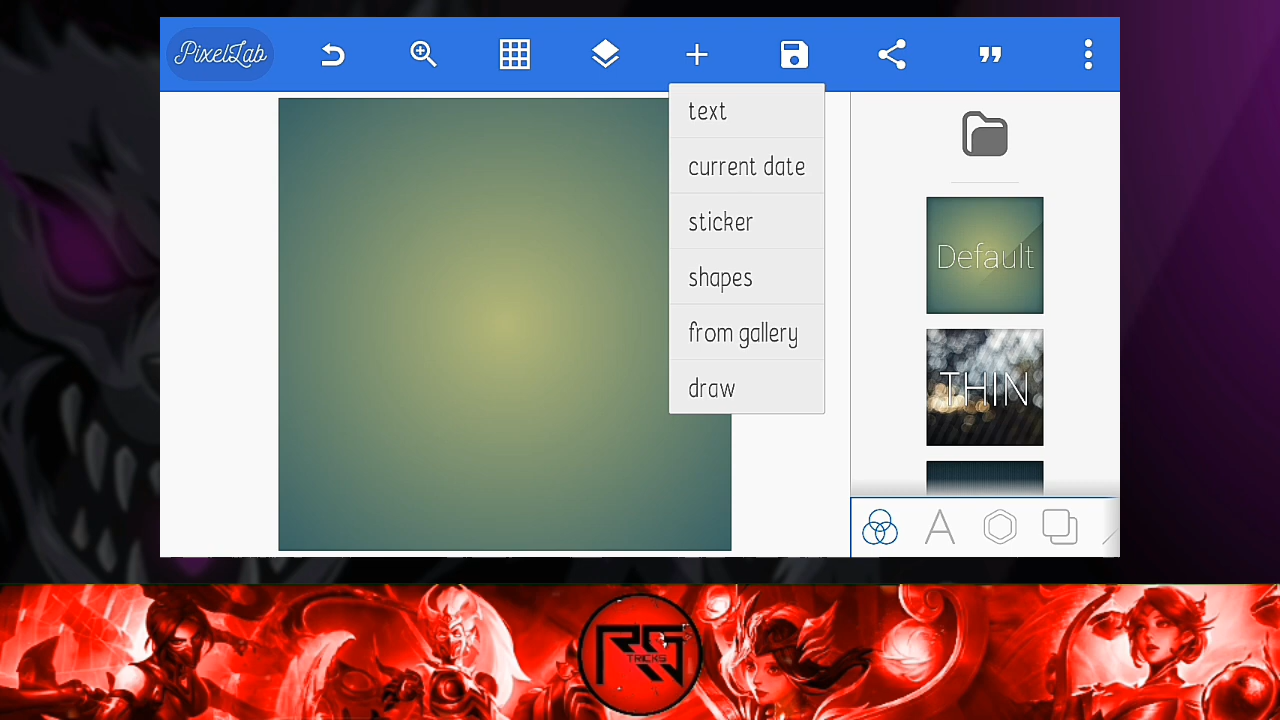 PixelLab
text
current date
sticker
shapes
from gallery
draw
Default
THIN
A
RG
TRICKS